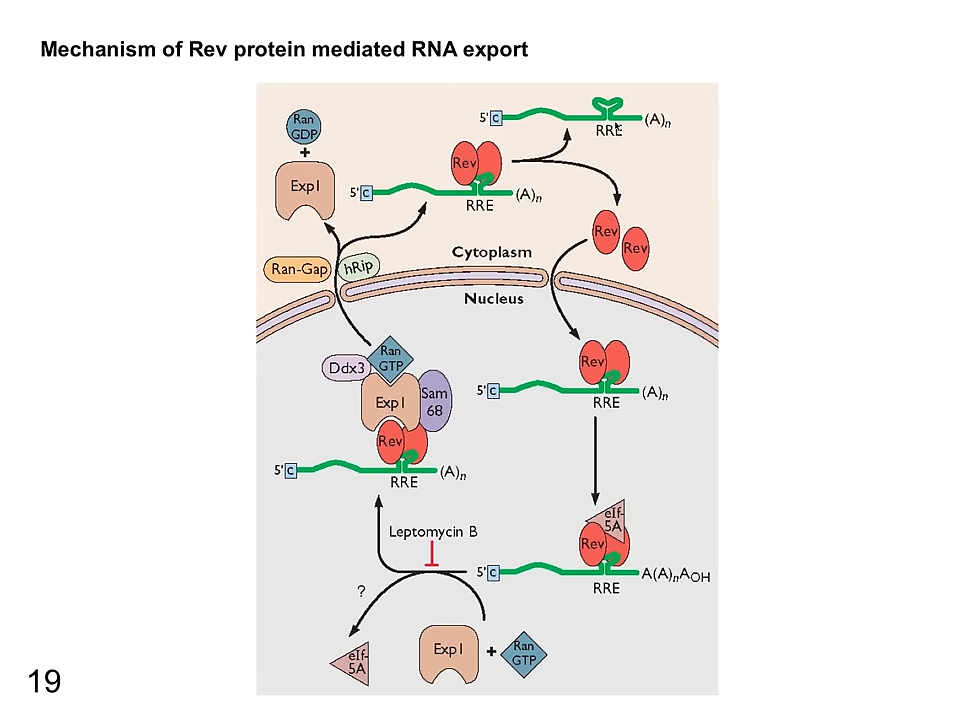 Mechanism of Rev protein mediated RNA export
Ran
GDP
+
Exp1
5' C
RRE
(A)n
Rev
5' C
RRE
(A)n
Rev
Rev
Cytoplasm
Ran-Gap
hRip
Nucleus
Ran
GTP
Ddx3
Exp1
Sam
68
Rev
5' C
RRE
(A)n
Rev
5' C
RRE
(A)n
eIf-
5A
Rev
5' C
RRE
A(A)nAOH
Leptomycin B
?
eIf-
5A
Exp1
+
Ran
GTP
19